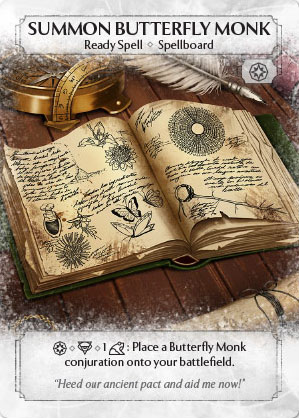 SUMMON BUTTERFLY MONK
Ready Spell ◇ Spellboard
◇ ◇ 1 : Place a Butterfly Monk
conjuration onto your battlefield.
"Heed our ancient pact and aid me now!"